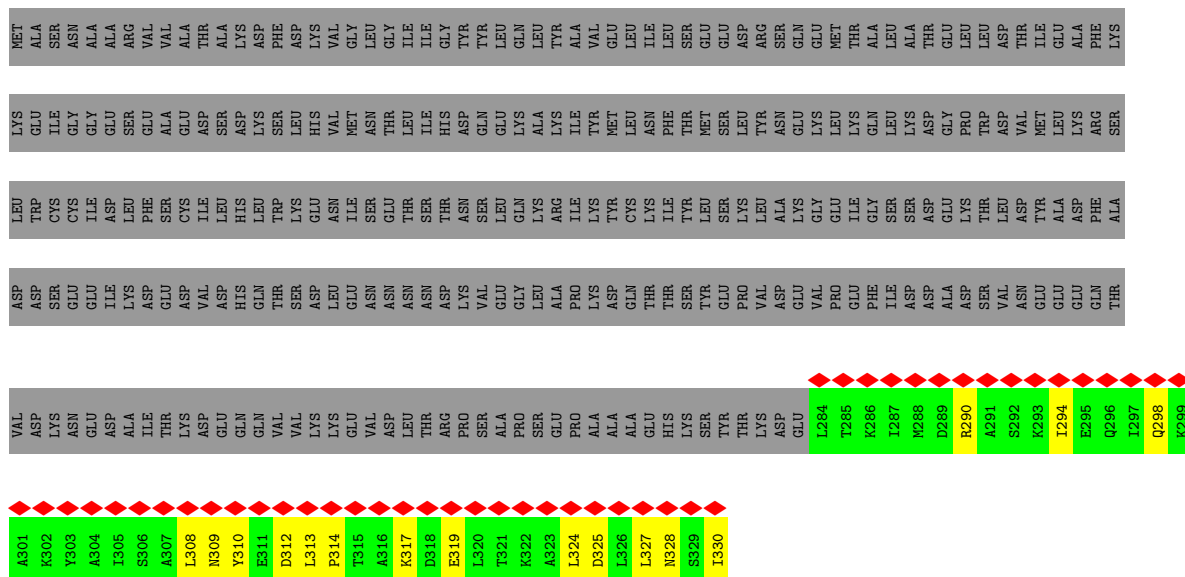 MET ALA SER ASN ALA ALA ARG VAL VAL ALA THR ALA LYS ASP PHE ASP LYS VAL GLY LEU GLY ILE ILE GLY TYR TYR LEU GLN LEU TYR ALA VAL GLU LEU ILE LEU SER GLU GLU ASP ARG SER GLN GLU MET THR ALA LEU ALA THR GLU LEU LEU ASP THR ILE GLU ALA PHE LYS
LYS GLU ILE GLY GLY GLU SER GLU ALA GLU ASP SER ASP LYS SER LEU HIS VAL MET ASN THR LEU ILE HIS ASP GLN GLU LYS ALA LYS ILE TYR MET LEU ASN PHE THR MET SER LEU TYR ASN GLU LYS LEU LYS GLN LEU LYS ASP GLY PRO TRP ASP VAL MET LEU LYS ARG SER
LEU TRP CYS CYS ILE ASP LEU PHE SER CYS ILE LEU HIS LEU TRP LYS GLU ASN ILE SER GLU THR SER THR ASN SER LEU GLN LYS ARG ILE LYS TYR CYS LYS ILE TYR LEU SER LYS LEU ALA LYS GLY GLU ILE GLY SER SER ASP GLU LYS THR LEU ASP TYR ALA ASP PHE ALA
ASP ASP SER GLU GLU ILE LYS ASP GLU ASP VAL ASP HIS GLN THR SER ASP LEU GLU ASN ASN ASN ASN ASP LYS VAL GLU GLY LEU ALA PRO LYS ASP GLN THR THR SER TYR GLU PRO VAL ASP GLU VAL PRO GLU PHE ILE ASP ASP ALA ASP SER VAL ASN GLU GLU GLU GLN THR
VAL ASP LYS ASN GLU ASP ALA ILE THR LYS ASP GLU GLN GLN VAL VAL LYS LYS GLU VAL ASP LEU THR ARG PRO SER ALA PRO SER GLU PRO ALA ALA ALA GLU HIS LYS SER TYR THR LYS ASP GLU L284 T285 K286 I287 M288 D289 R290 A291 S292 K293 I294 E295 Q296 I297 Q298 K299
A301 K302 Y303 A304 I305 S306 A307 L308 N309 Y310 E311 D312 L313 P314 T315 A316 K317 D318 E319 L320 T321 K322 A323 L324 D325 L326 L327 N328 S329 I330